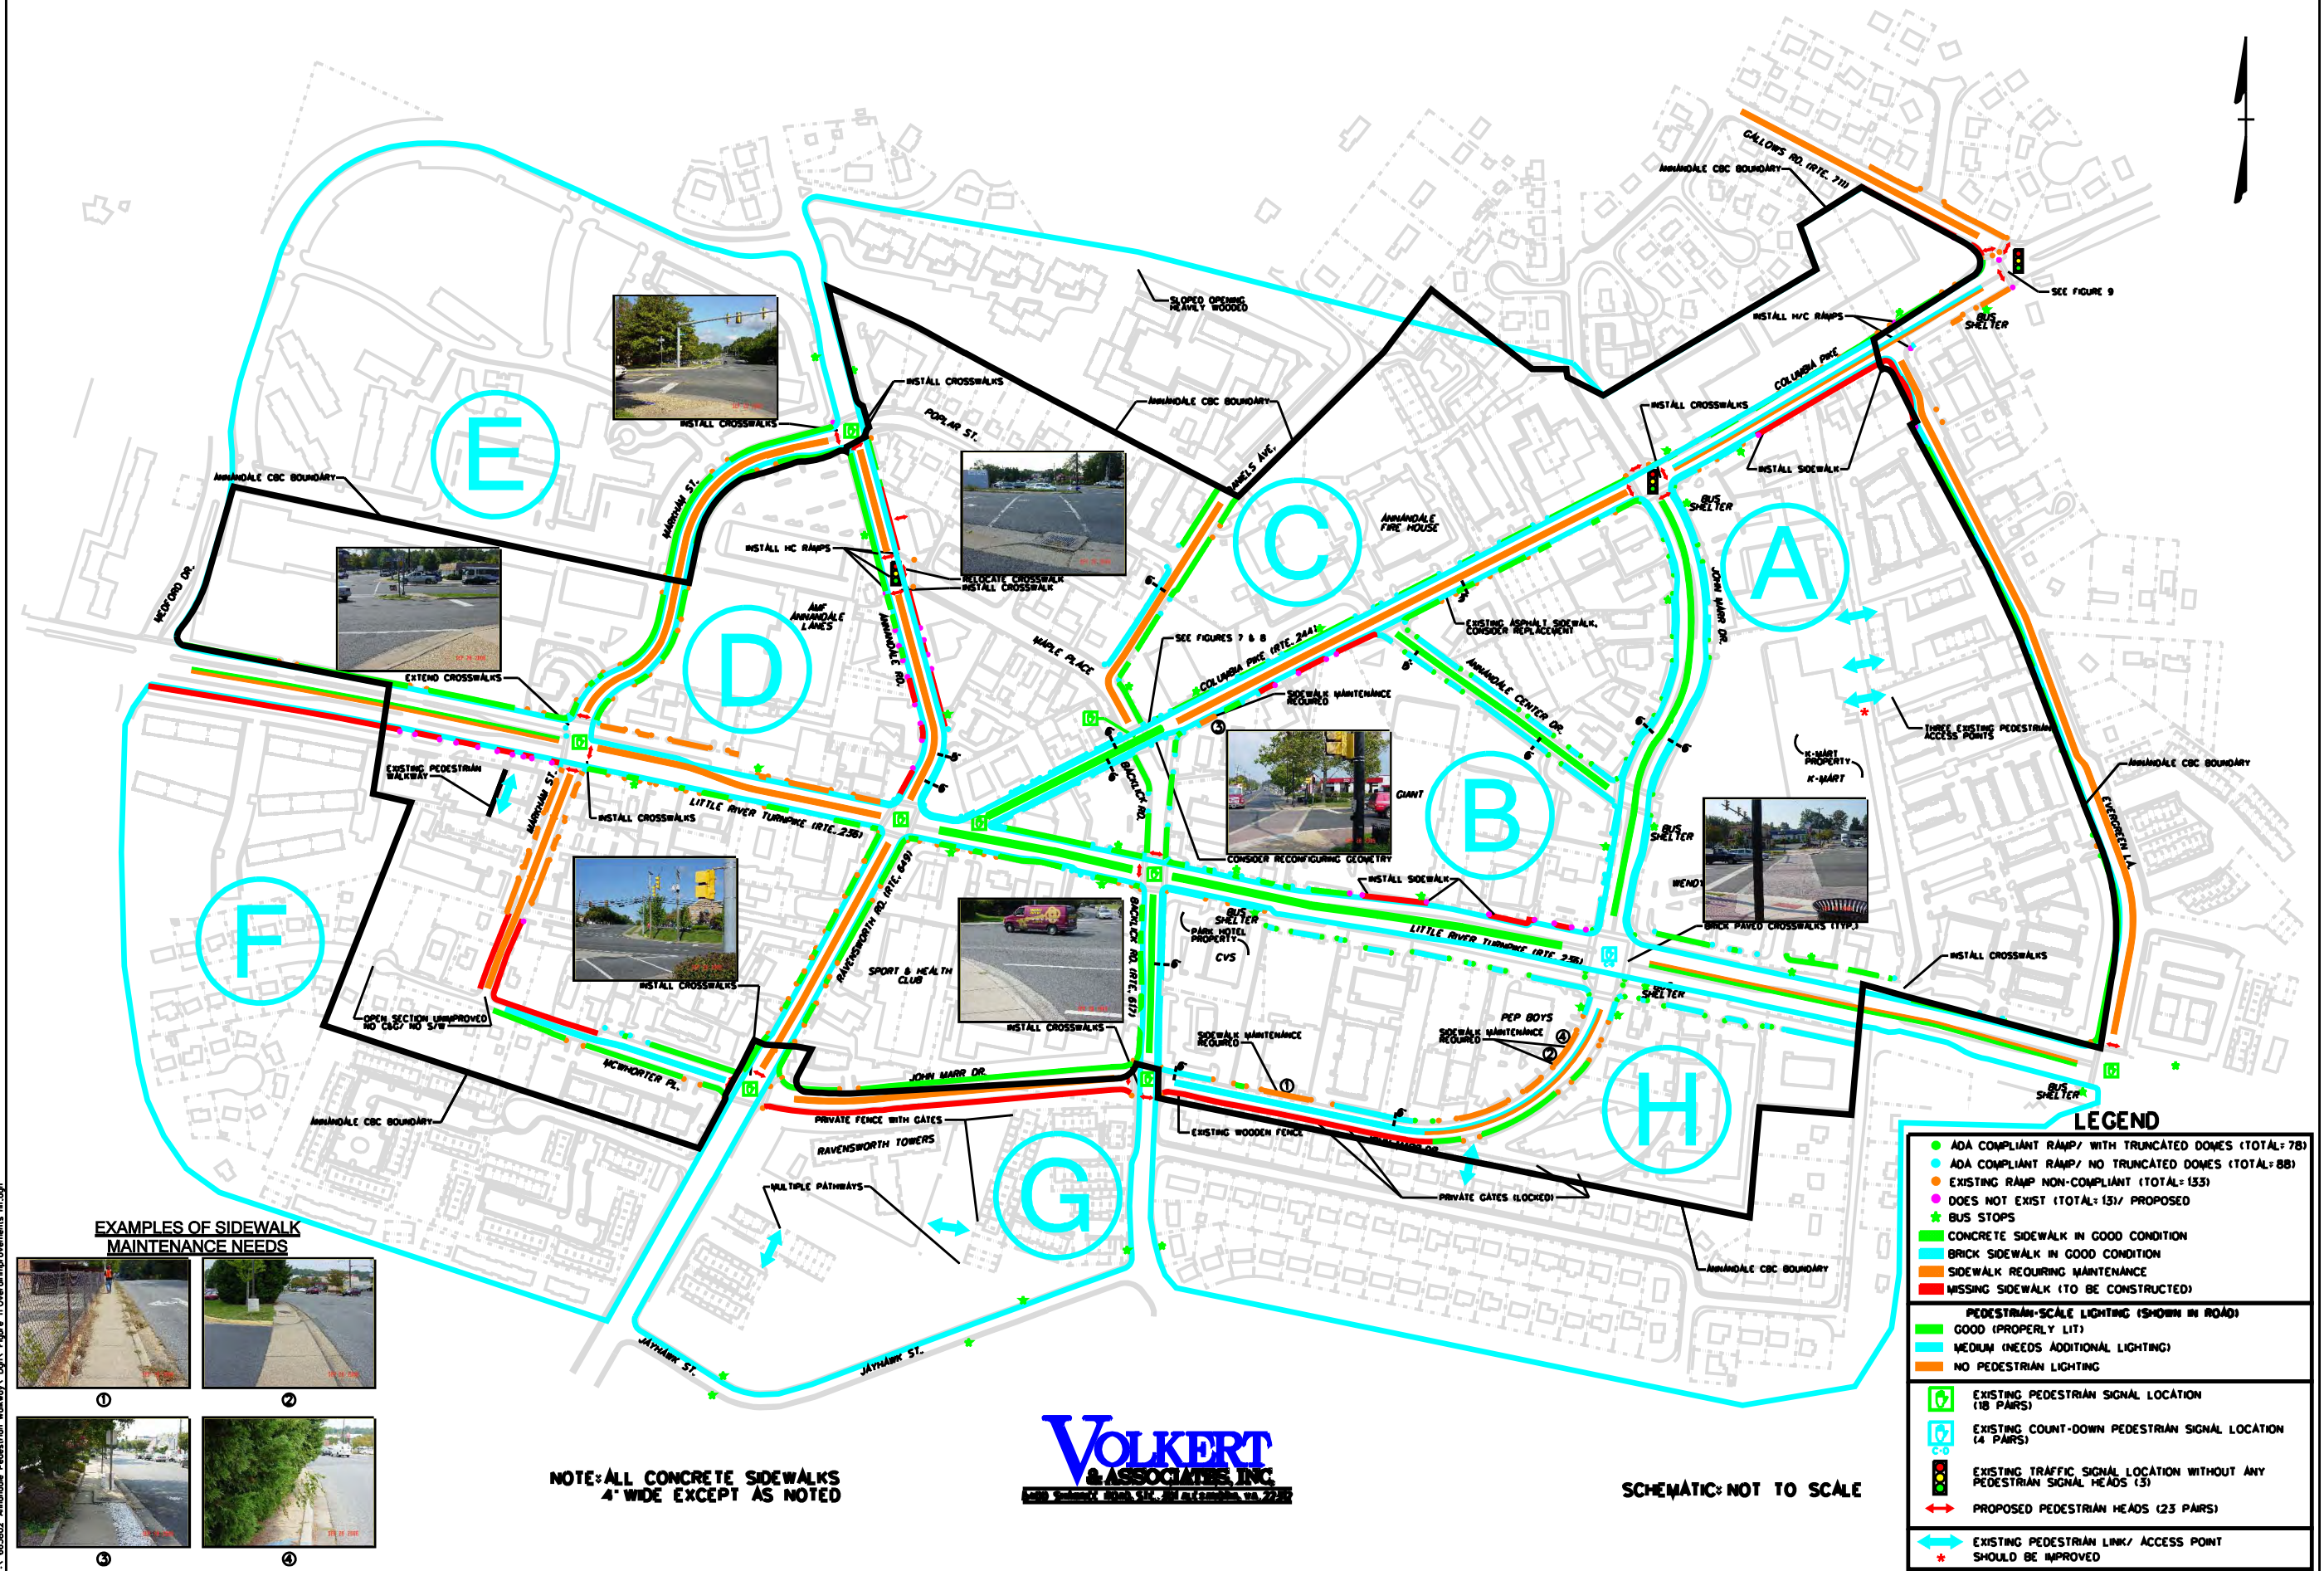 GALLOWS RD. (RTE. 711)
ANNANDALE CBC BOUNDARY
SEE FIGURE 9
BUS
SHELTER
INSTALL H/C RAMPS
SLOPED OPENING
HEAVILY WOODED
COLUMBIA PIKE
INSTALL CROSSWALKS
ANNANDALE CBC BOUNDARY
INSTALL CROSSWALKS
POPLAR ST.
INSTALL CROSSWALKS
INSTALL SIDEWALK
E
ANNANDALE CBC BOUNDARY
MARKHAM ST.
BUS
SHELTER
C
ANNANDALE
FIRE HOUSE
A
INSTALL HC RAMPS
RELOCATE CROSSWALK
INSTALL CROSSWALK
6'
MEDFORD DR.
AMF
ANNANDALE
LANES
ANNANDALE RD.
JOHN MARR DR.
EXISTING ASPHALT SIDEWALK,
CONSIDER REPLACEMENT
SEE FIGURES 7 & 8
MAPLE PLACE
COLUMBIA PIKE (RTE. 244)
D
EXTEND CROSSWALKS
ANNANDALE CENTER DR.
SIDEWALK MAINTENANCE
REQUIRED
3
THREE EXISTING PEDESTRIAN
ACCESS POINTS
K-MART
PROPERTY
K-MART
ANNANDALE CBC BOUNDARY
EXISTING PEDESTRIAN
WALKWAY
MARKHAM ST.
BACKLICK RD.
GIANT
B
EVERGREEN LA.
LITTLE RIVER TURNPIKE (RTE. 236)
INSTALL CROSSWALKS
BUS
SHELTER
CONSIDER RECONFIGURING GEOMETRY
INSTALL SIDEWALK
RAVENSWORTH RD. (RTE. 649)
BUS
SHELTER
PARK HOTEL
PROPERTY
CVS
BRICK PAVED CROSSWALKS (TYP.)
LITTLE RIVER TURNPIKE (RTE. 236)
F
SPORT & HEALTH
CLUB
BACKLICK RD. (RTE. 617)
INSTALL CROSSWALKS
INSTALL CROSSWALKS
SHELTER
OPEN SECTION UNIMPROVED
NO C&G/ NO S/W
INSTALL CROSSWALKS
SIDEWALK MAINTENANCE
REQUIRED
1
PEP BOYS
SIDEWALK MAINTENANCE
REQUIRED
4
2
MCWHORTER PL.
JOHN MARR DR.
H
BUS
SHELTER
ANNANDALE CBC BOUNDARY
PRIVATE FENCE WITH GATES
EXISTING WOODEN FENCE
RAVENSWORTH TOWERS
G
MULTIPLE PATHWAYS
PRIVATE GATES (LOCKED)
ANNANDALE CBC BOUNDARY
JAYHAWK ST.
JAYHAWK ST.
EXAMPLES OF SIDEWALK
MAINTENANCE NEEDS
1
2
3
4
NOTE: ALL CONCRETE SIDEWALKS
4' WIDE EXCEPT AS NOTED
VOLKERT
& ASSOCIATES, INC.
SCHEMATIC: NOT TO SCALE
LEGEND
ADA COMPLIANT RAMP/ WITH TRUNCATED DOMES (TOTAL= 78)
ADA COMPLIANT RAMP/ NO TRUNCATED DOMES (TOTAL= 88)
EXISTING RAMP NON-COMPLIANT (TOTAL= 133)
DOES NOT EXIST (TOTAL= 13)/ PROPOSED
BUS STOPS
CONCRETE SIDEWALK IN GOOD CONDITION
BRICK SIDEWALK IN GOOD CONDITION
SIDEWALK REQUIRING MAINTENANCE
MISSING SIDEWALK (TO BE CONSTRUCTED)
PEDESTRIAN-SCALE LIGHTING (SHOWN IN ROAD)
GOOD (PROPERLY LIT)
MEDIUM (NEEDS ADDITIONAL LIGHTING)
NO PEDESTRIAN LIGHTING
EXISTING PEDESTRIAN SIGNAL LOCATION
(18 PAIRS)
EXISTING COUNT-DOWN PEDESTRIAN SIGNAL LOCATION
(4 PAIRS)
C-D
EXISTING TRAFFIC SIGNAL LOCATION WITHOUT ANY
PEDESTRIAN SIGNAL HEADS (3)
PROPOSED PEDESTRIAN HEADS (23 PAIRS)
EXISTING PEDESTRIAN LINK/ ACCESS POINT
* SHOULD BE IMPROVED